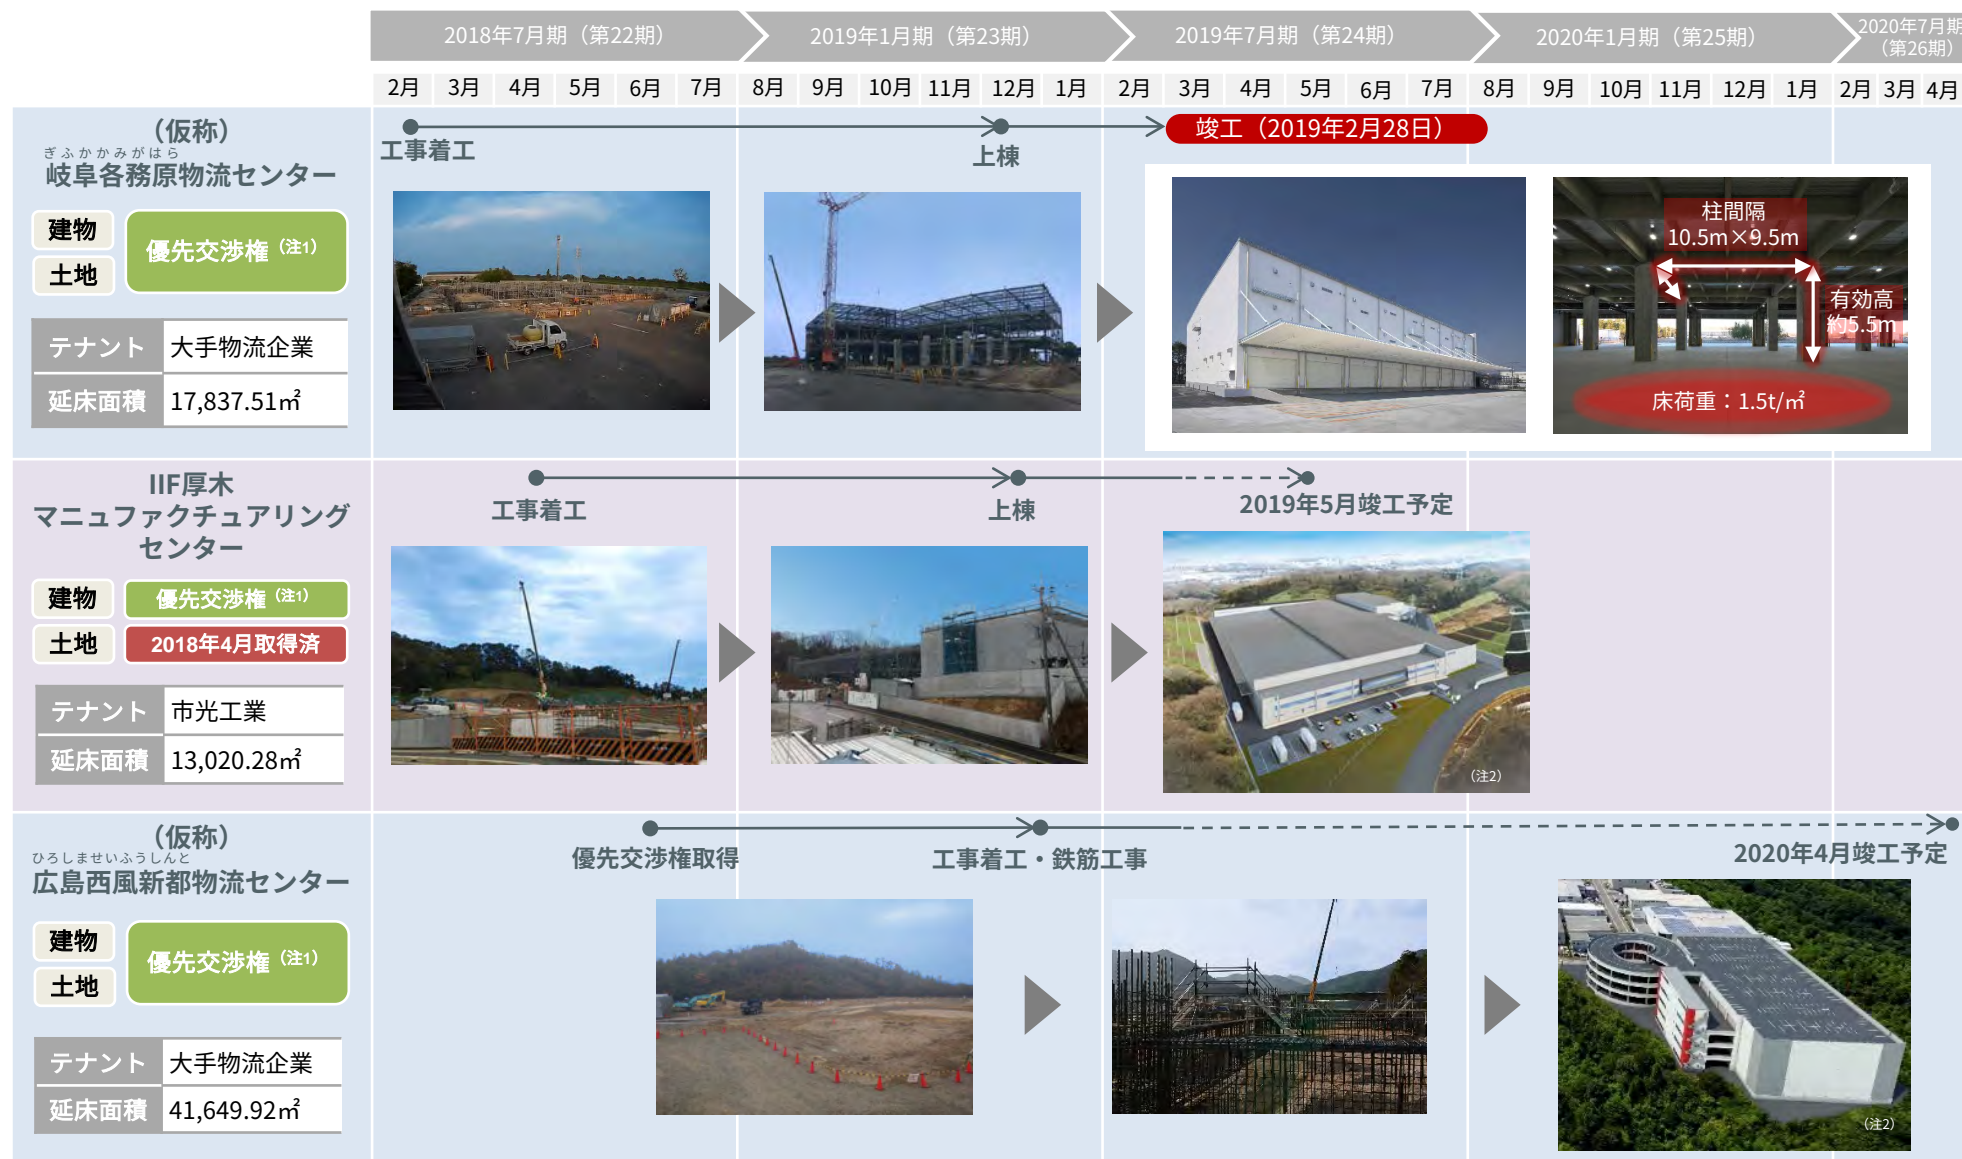 2018年7月期（第22期）
2019年1月期（第23期）
2019年7月期（第24期）
2020年1月期（第25期）
2020年7月期
（第26期）
2月 3月 4月 5月 6月 7月 8月 9月 10月 11月 12月 1月 2月 3月 4月 5月 6月 7月 8月 9月 10月 11月 12月 1月 2月 3月 4月
（仮称）
ぎふかかみがはら
岐阜各務原物流センター
建物
土地
優先交渉権（注1）
テナント 大手物流企業
延床面積 17,837.51㎡
工事着工
上棟
竣工（2019年2月28日）
柱間隔
10.5m×9.5m
有効高
約5.5m
床荷重：1.5t/㎡
IIF厚木
マニュファクチュアリング
センター
建物 優先交渉権（注1）
土地 2018年4月取得済
テナント 市光工業
延床面積 13,020.28㎡
工事着工
上棟
2019年5月竣工予定
（注2）
（仮称）
ひろしませいふうしんと
広島西風新都物流センター
建物
土地
優先交渉権（注1）
テナント 大手物流企業
延床面積 41,649.92㎡
優先交渉権取得
工事着工・鉄筋工事
2020年4月竣工予定
（注2）